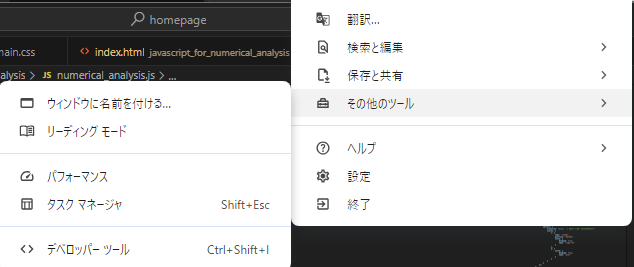 homepage
main.css
index.html javascript_for_numerical_analysis
alysis > JS numerical_analysis.js > ...
翻訳...
検索と編集
保存と共有
その他のツール
ヘルプ
設定
終了
ウィンドウに名前を付ける...
リーディング モード
パフォーマンス
タスク マネージャ Shift+Esc
デベロッパー ツール Ctrl+Shift+I